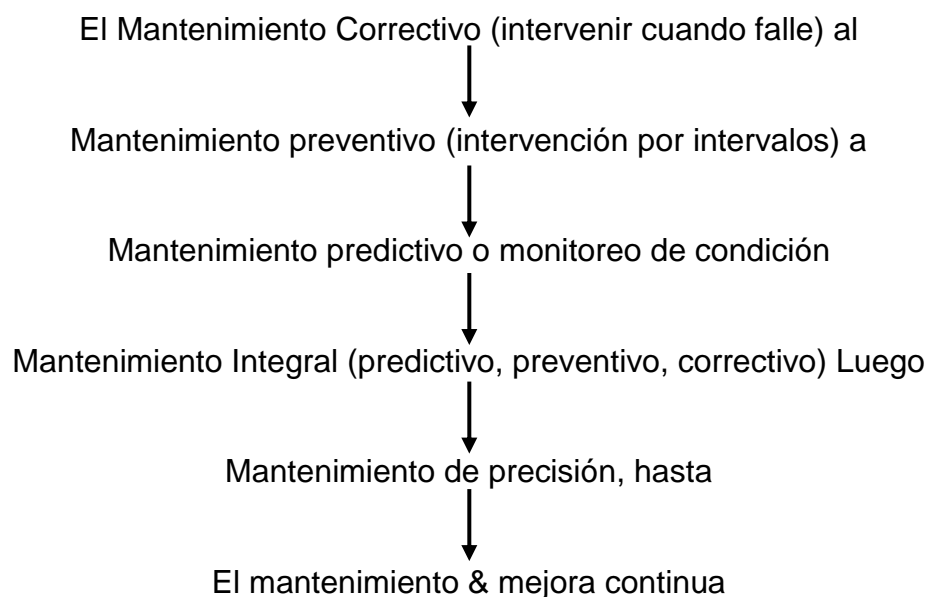 El Mantenimiento Correctivo (intervenir cuando falle) al
Mantenimiento preventivo (intervención por intervalos) a
Mantenimiento predictivo o monitoreo de condición
Mantenimiento Integral (predictivo, preventivo, correctivo) Luego
Mantenimiento de precisión, hasta
El mantenimiento & mejora continua